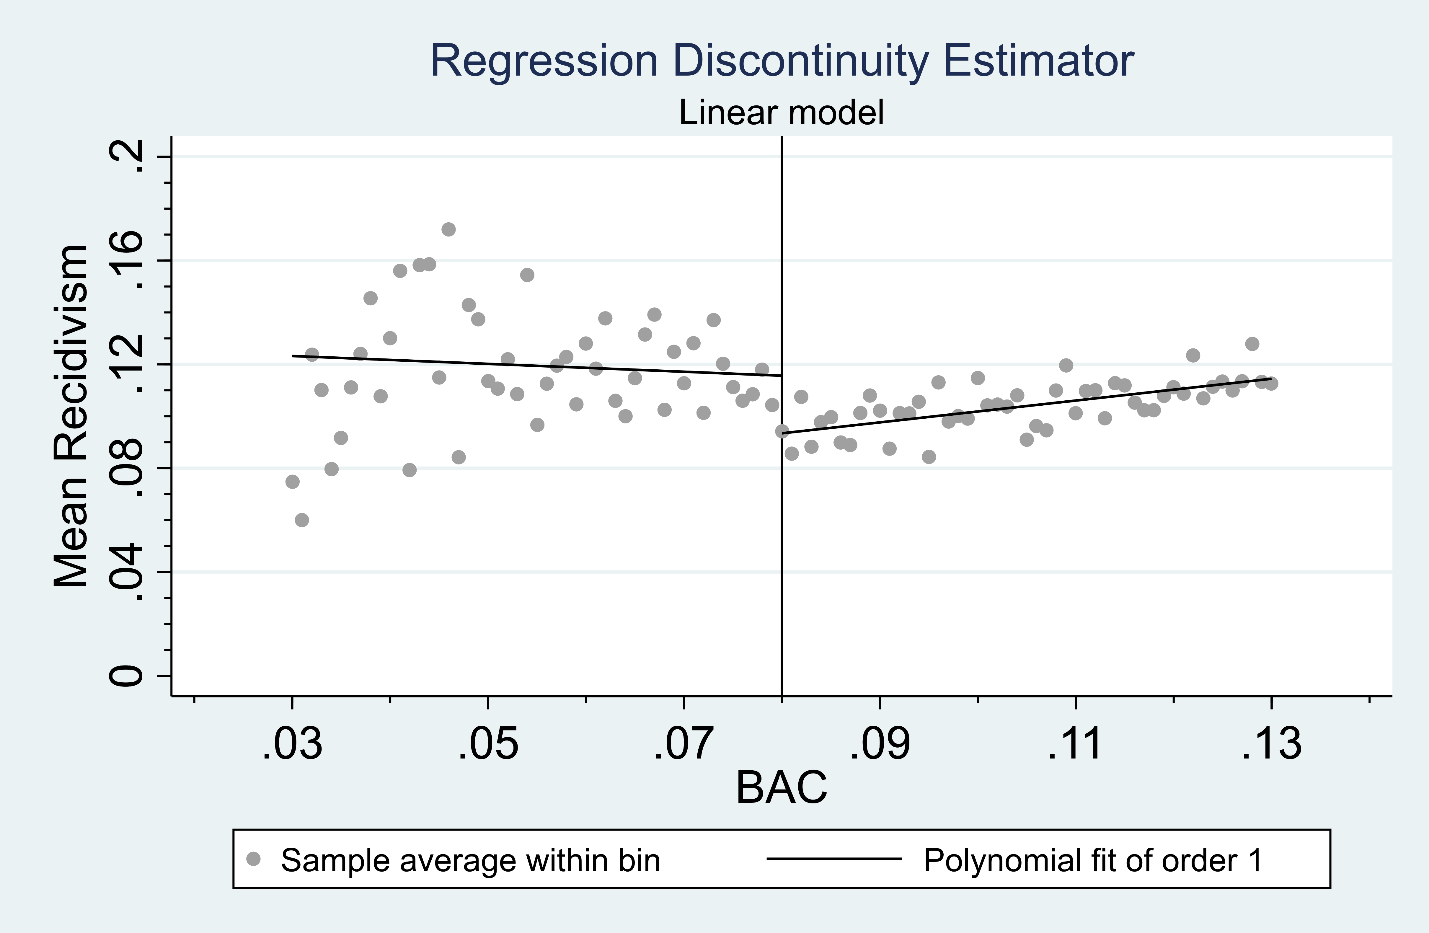 Regression Discontinuity Estimator
Linear model
Mean Recidivism
.2
.16
.12
.08
.04
0
.03 .05 .07 .09 .11 .13
BAC
Sample average within bin Polynomial fit of order 1